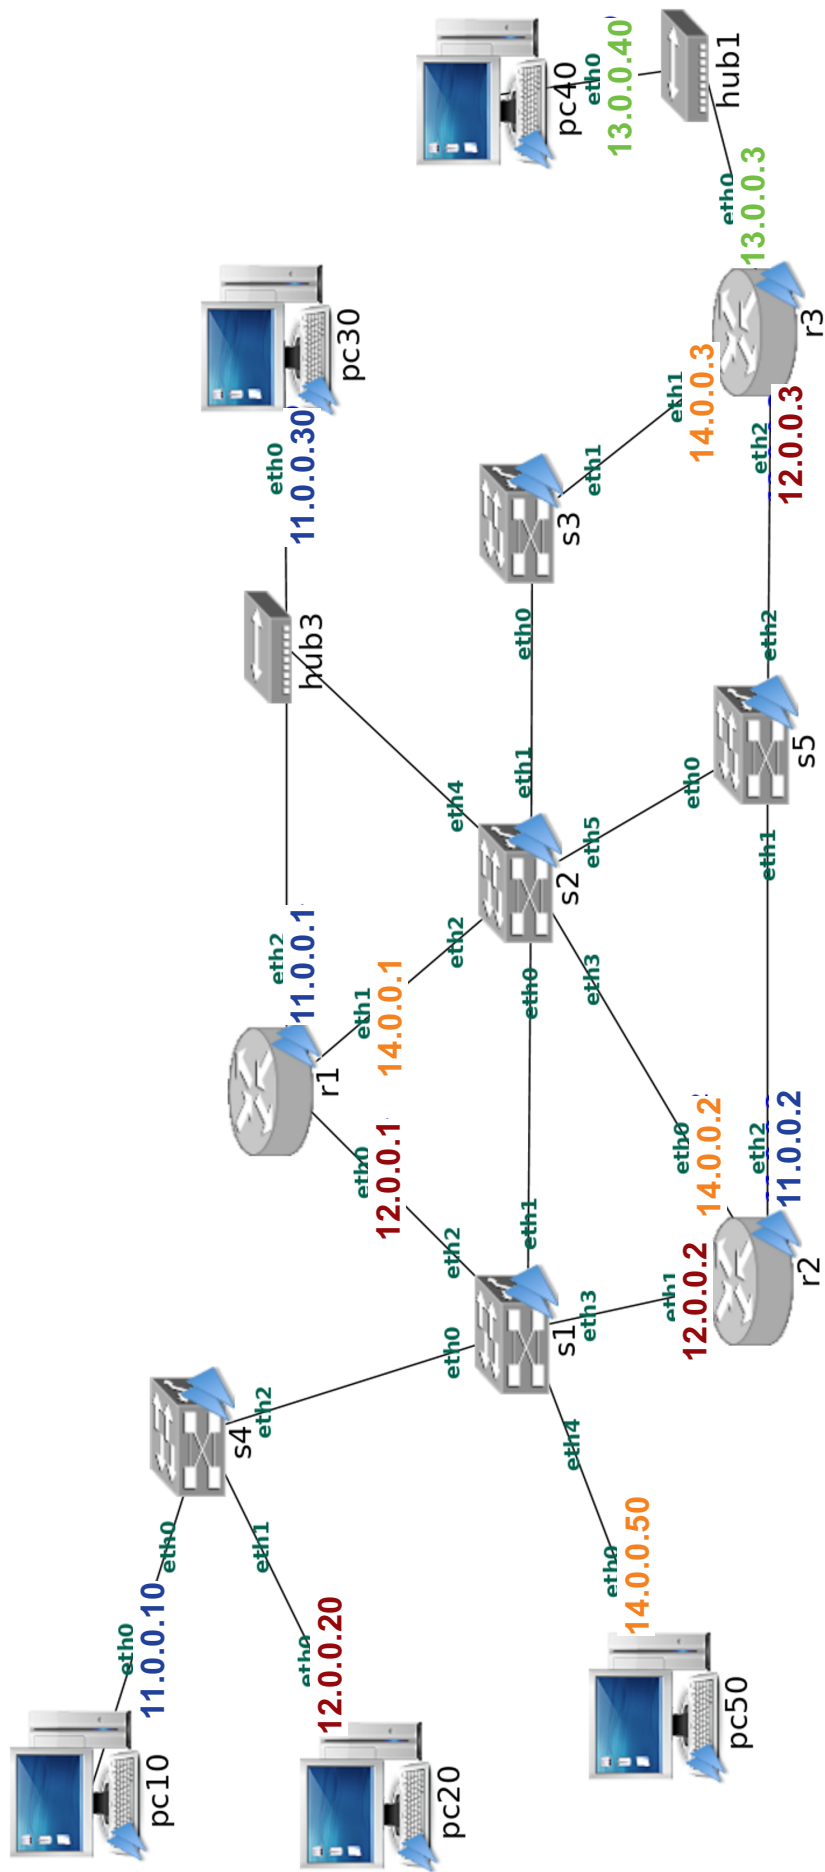 pc10
eth0
11.0.0.10
eth0
pc20
eth0
12.0.0.20
eth1
s4
eth2
pc50
eth0
14.0.0.50
eth4
eth0
s1
eth2
eth3
eth1
eth0
12.0.0.1
r1
eth1
14.0.0.1
eth2
11.0.0.1
eth1
12.0.0.2
r2
eth0
14.0.0.2
eth2
11.0.0.2
eth0
eth2
eth3
s2
eth4
eth5
eth1
hub3
eth0
11.0.0.30
pc30
eth0
s3
eth1
eth1
eth0
s5
eth2
eth1
14.0.0.3
eth2
12.0.0.3
r3
eth0
13.0.0.3
hub1
eth0
13.0.0.40
pc40